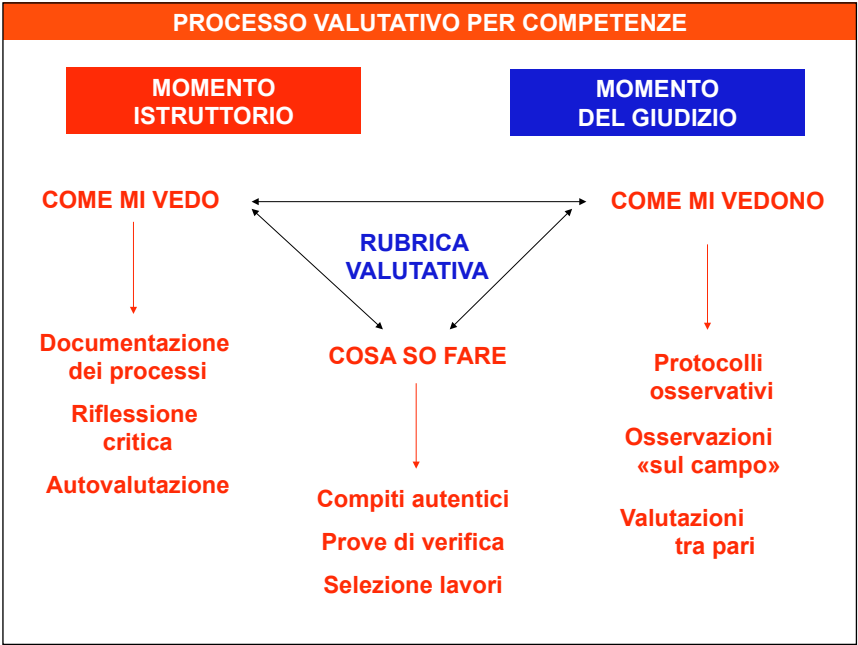 PROCESSO VALUTATIVO PER COMPETENZE
MOMENTO
ISTRUTTORIO
MOMENTO
DEL GIUDIZIO
COME MI VEDO
COME MI VEDONO
RUBRICA
VALUTATIVA
COSA SO FARE
Documentazione
dei processi
Riflessione
critica
Autovalutazione
Compiti autentici
Prove di verifica
Selezione lavori
Protocolli
osservativi
Osservazioni
«sul campo»
Valutazioni
tra pari